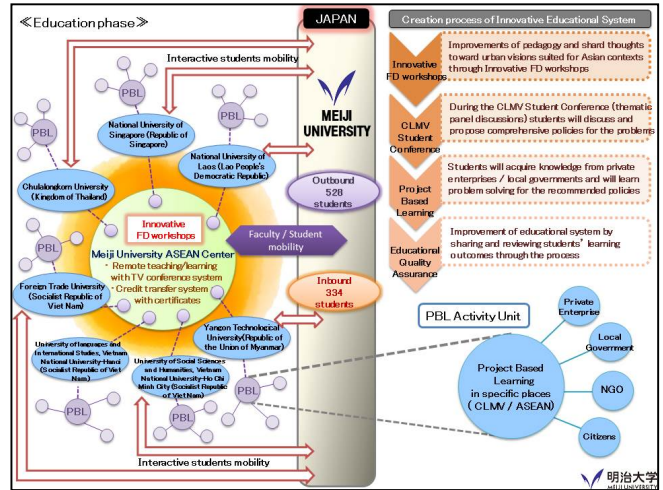 ≪Education phase≫
JAPAN
Interactive students mobility
MEIJI
UNIVERSITY
PBL
PBL
PBL
National University of
Singapore (Republic of
Singapore)
National University of
Laos (Lao People's
Democratic Republic)
Chulalongkorn University
(Kingdom of Thailand)
Outbound
528
students
Innovative
FD workshops
Faculty / Student
mobility
Meiji University ASEAN Center
・Remote teaching/learning
with TV conference system
・Credit transfer system
with certificates
PBL
Foreign Trade University
(Socialist Republic of
Viet Nam)
Inbound
334
students
Yangon Technological
University(Republic of
the Union of Myanmar)
University of languages and
International Studies, Vietnam
National University-Hanoi
(Socialist Republic of
Viet Nam)
University of Social Sciences
and Humanities, Vietnam
National University-Ho Chi
Minh City (Socialist Republic
of Viet Nam)
PBL
PBL
PBL
Interactive students mobility
Creation process of Innovative Educational System
Innovative
FD workshops
Improvements of pedagogy and shard thoughts
toward urban visions suited for Asian contexts
through Innovative FD workshops
CLMV
Student
Conference
During the CLMV Student Conference (thematic
panel discussions) students will discuss and
propose comprehensive policies for the problems
Project
Based
Learning
Students will acquire knowledge from private
enterprises / local governments and will learn
problem solving for the recommended policies
Educational
Quality
Assurance
Improvement of educational system by
sharing and reviewing students' learning
outcomes through the process
PBL Activity Unit
Private
Enterprise
Local
Government
Project Based
Learning
in specific places
( CLMV / ASEAN)
NGO
Citizens
明治大学
MEIJI UNIVERSITY